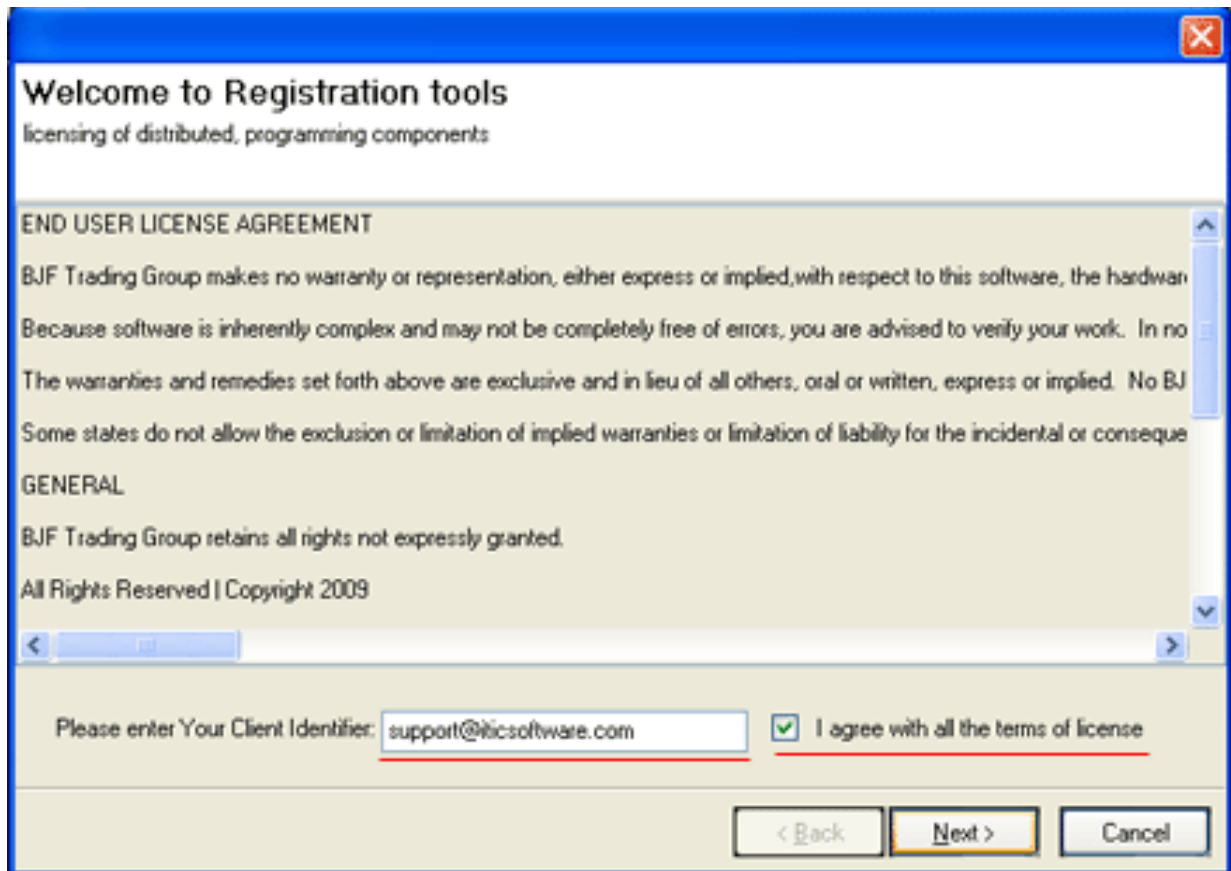 Welcome to Registration tools
licensing of distributed, programming components
END USER LICENSE AGREEMENT
BJF Trading Group makes no warranty or representation, either express or implied,with respect to this software, the hardwar
Because software is inherently complex and may not be completely free of errors, you are advised to verify your work. In no
The warranties and remedies set forth above are exclusive and in lieu of all others, oral or written, express or implied. No BJ
Some states do not allow the exclusion or limitation of implied warranties or limitation of liability for the incidental or conseque
GENERAL
BJF Trading Group retains all rights not expressly granted.
All Rights Reserved | Copyright 2009
Please enter Your Client Identifier: support@iticsoftware.com I agree with all the terms of license
< Back Next > Cancel